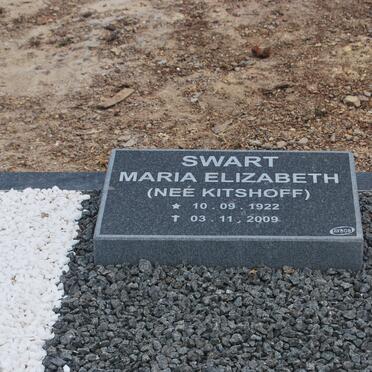 SWART
MARIA ELIZABETH
(NEÉ KITSHOFF)
★ 10 . 09 . 1922
✝ 03 . 11 . 2009